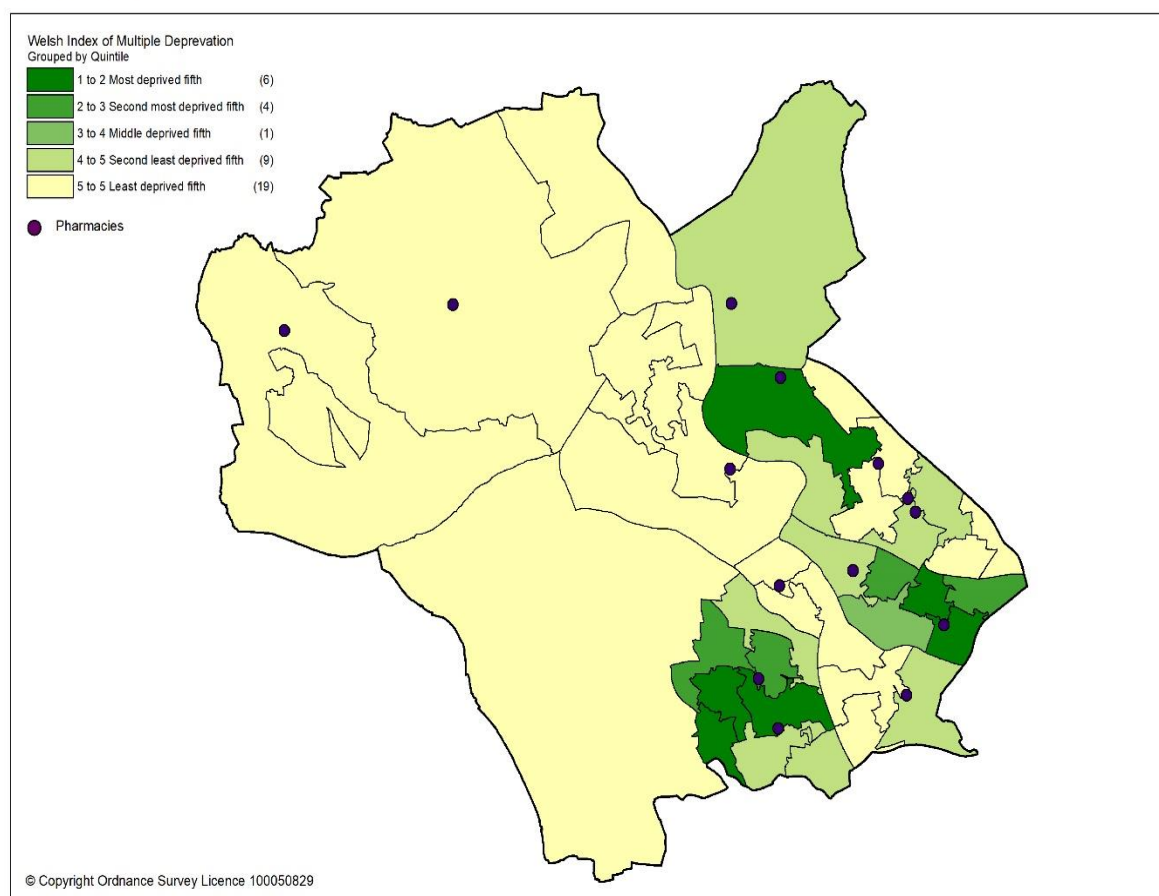 Welsh Index of Multiple Deprevation
Grouped by Quintile
1 to 2 Most deprived fifth (6)
2 to 3 Second most deprived fifth (4)
3 to 4 Middle deprived fifth (1)
4 to 5 Second least deprived fifth (9)
5 to 5 Least deprived fifth (19)
Pharmacies
© Copyright Ordnance Survey Licence 100050829